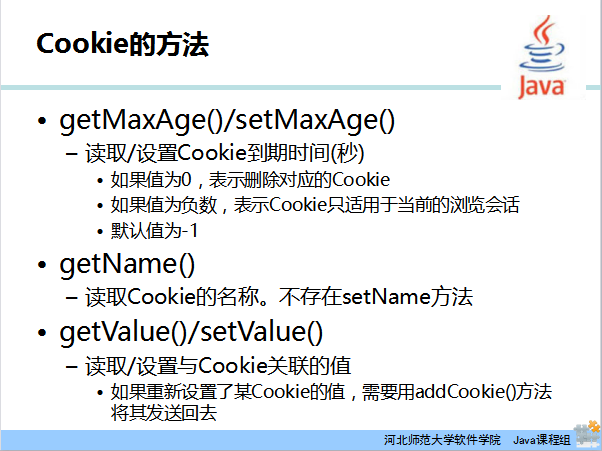 Cookie的方法
Java
• getMaxAge()/setMaxAge()
– 读取/设置Cookie到期时间(秒)
• 如果值为0，表示删除对应的Cookie
• 如果值为负数，表示Cookie只适用于当前的浏览会话
• 默认值为-1
• getName()
– 读取Cookie的名称。不存在setName方法
• getValue()/setValue()
– 读取/设置与Cookie关联的值
• 如果重新设置了某Cookie的值，需要用addCookie()方法
将其发送回去
河北师范大学软件学院 Java课程组